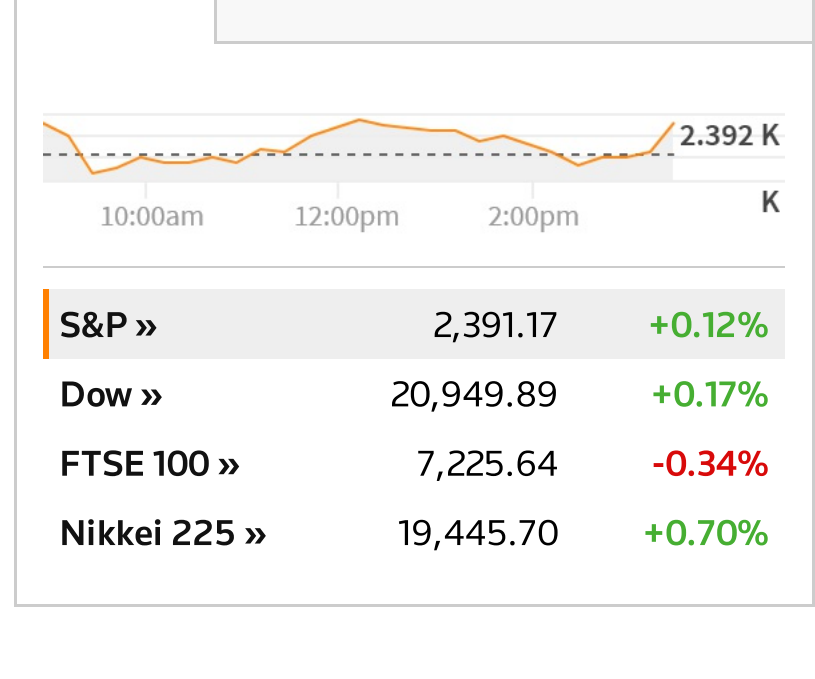 2.392 K
K
10:00am 12:00pm 2:00pm
S&P » 2,391.17 +0.12%
Dow » 20,949.89 +0.17%
FTSE 100 » 7,225.64 -0.34%
Nikkei 225 » 19,445.70 +0.70%